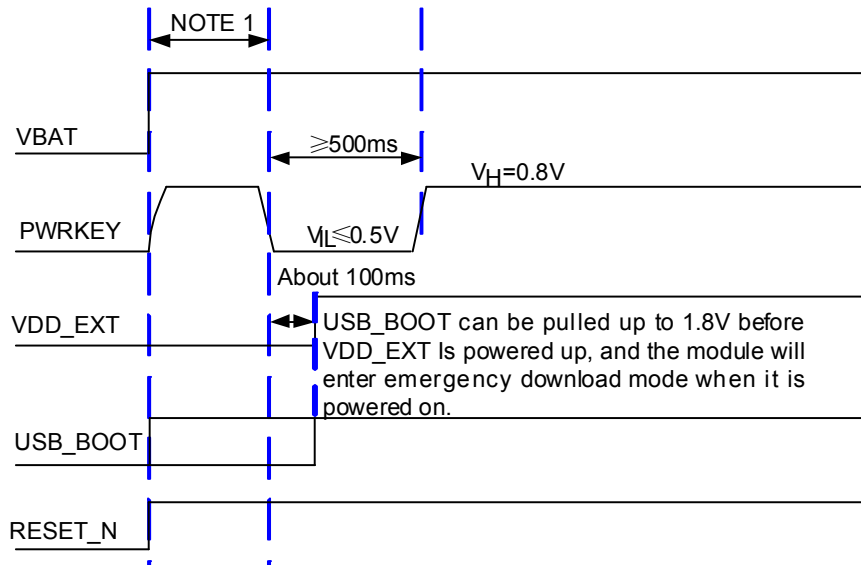 NOTE 1
VBAT
≥500ms
VH=0.8V
PWRKEY
VIL≤0.5V
About 100ms
VDD_EXT
USB_BOOT can be pulled up to 1.8V before
VDD_EXT Is powered up, and the module will
enter emergency download mode when it is
powered on.
USB_BOOT
RESET_N